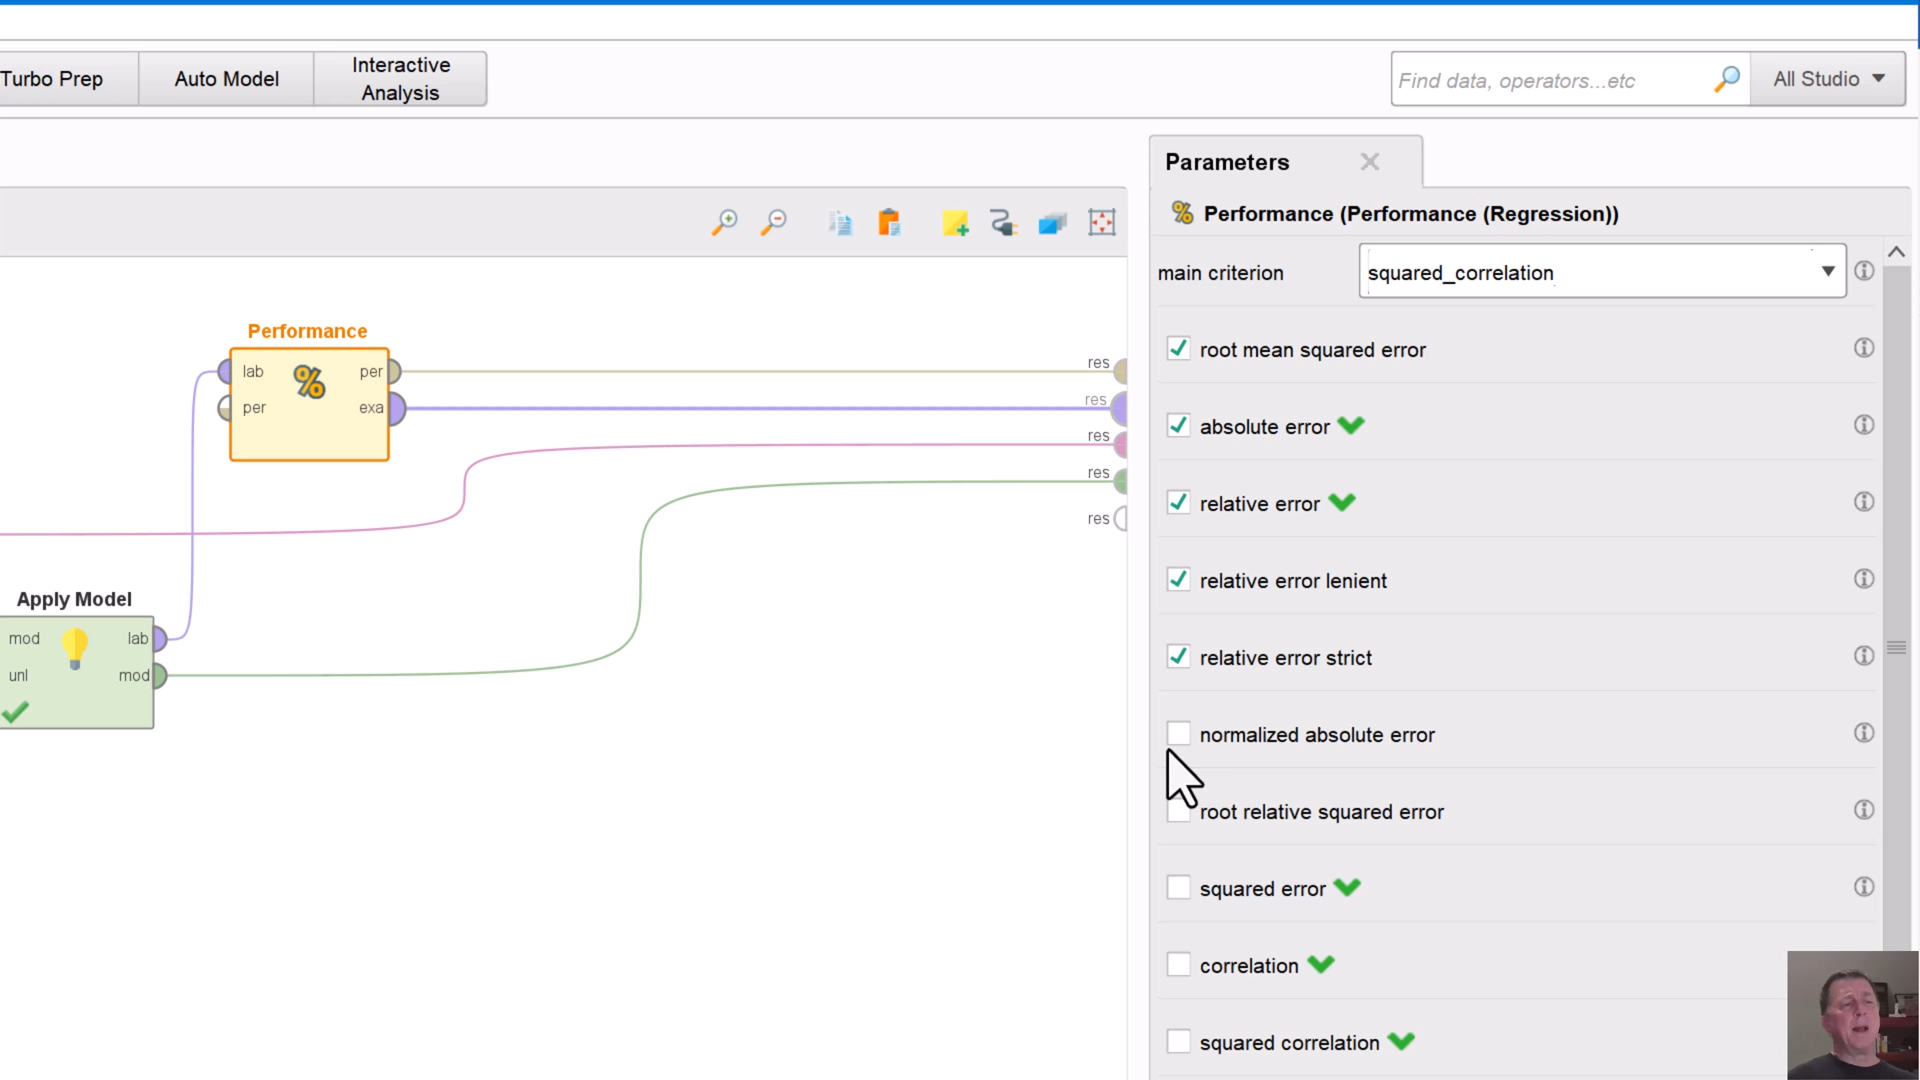 Turbo Prep
Auto Model
Interactive
Analysis
Find data, operators...etc
All Studio
Parameters
Performance (Performance (Regression))
main criterion
squared_correlation
root mean squared error
absolute error
relative error
relative error lenient
relative error strict
normalized absolute error
root relative squared error
squared error
correlation
squared correlation
Performance
lab
%
per
per
exa
res
res
res
res
res
Apply Model
mod
lab
unl
mod